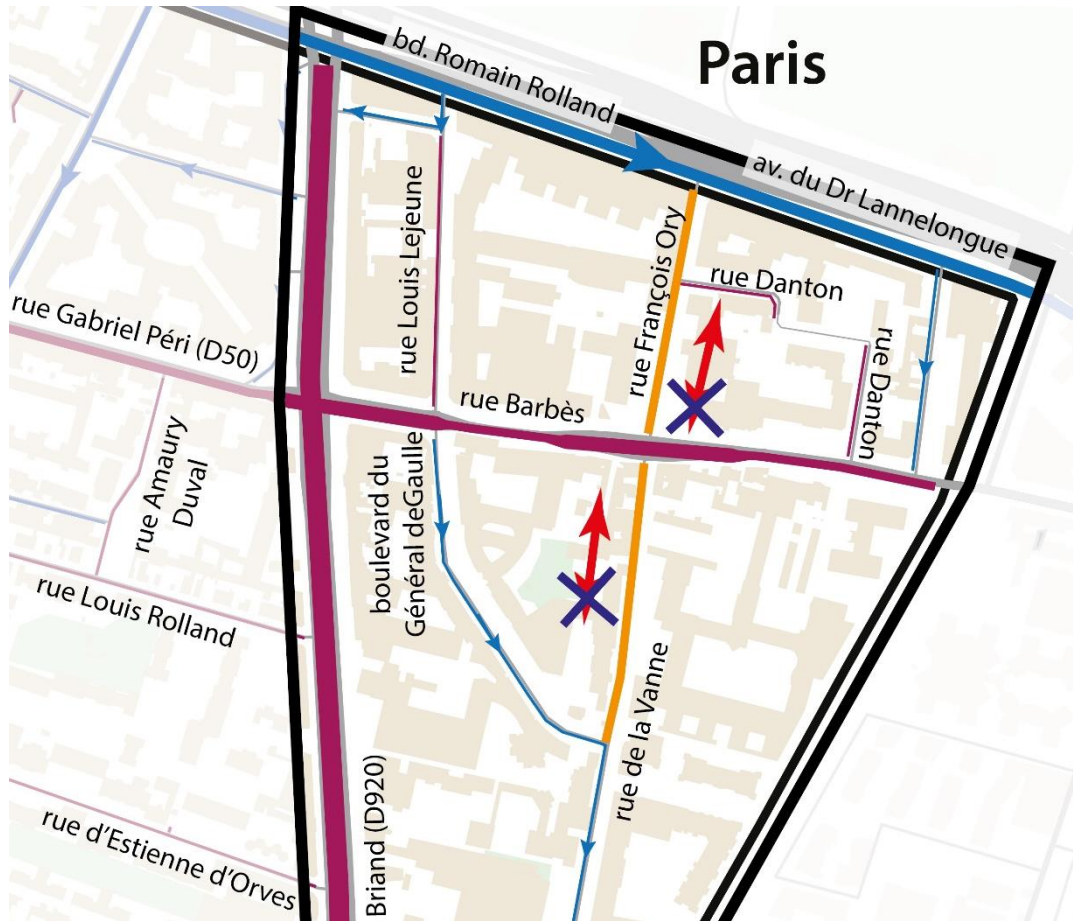 Paris
bd. Romain Rolland
av. du Dr Lannelongue
rue Louis Lejeune
rue François Ory
rue Danton
rue Danton
rue Gabriel Péri (D50)
rue Barbès
rue Amaury
Duval
boulevard du
Général deGaulle
rue Louis Rolland
rue de la Vanne
rue d'Estienne d'Orves
Briand (D920)